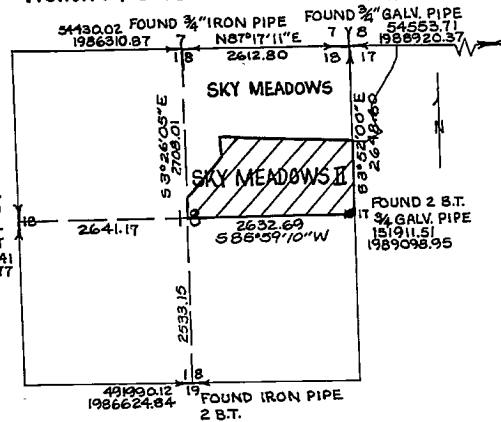 FOUND 3/4" IRON PIPE
FOUND 3/4" GALV. PIPE
54430.02
1986310.87
N87°17'11"E
2612.80
54553.71
1988920.37
7
18
7 8
18 17
SKY MEADOWS
S 3°26'05"E
2708.01
S 3°52'00"E
2648.80
N
SKY MEADOWS II
18
2641.17
2632.69
S85°59'10"W
17
FOUND 2 B.T.
3/4 GALV. PIPE
151911.51
1989098.95
41
77
2533.15
18
19
491990.12
1986624.84
FOUND IRON PIPE
2 B.T.